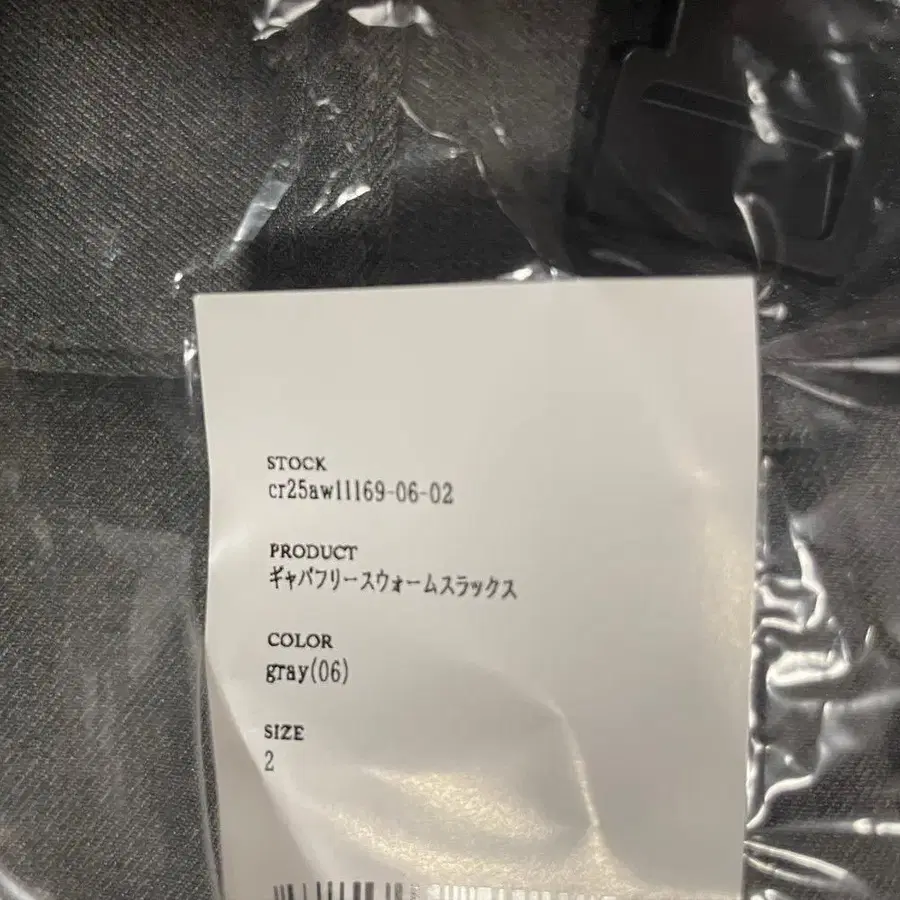 STOCK
cr25aw11169-06-02
PRODUCT
ギャバフリースウォームスラックス
COLOR
gray(06)
SIZE
2